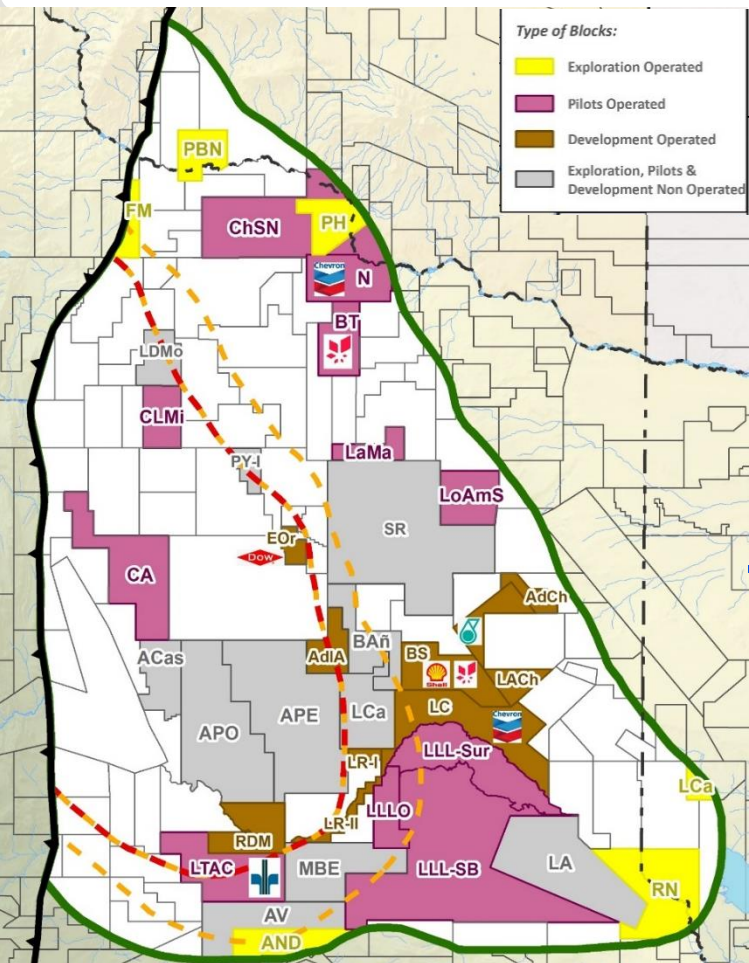 Type of Blocks:
Exploration Operated
Pilots Operated
Development Operated
Exploration, Pilots &
Development Non Operated
PBN
FM
ChSN
PH
Chevron
N
BT
LDMo
CLMi
LaMa
PY-I
LoAmS
SR
EOr
Dow
CA
AdCh
ACas
AdlA
BAñ
BS
Shell
LACh
APO
APE
LCa
LC
Chevron
LLL-Sur
LR-I
LCa
LLLO
LR-II
RDM
LTAC
MBE
LLL-SB
LA
RN
AV
AND